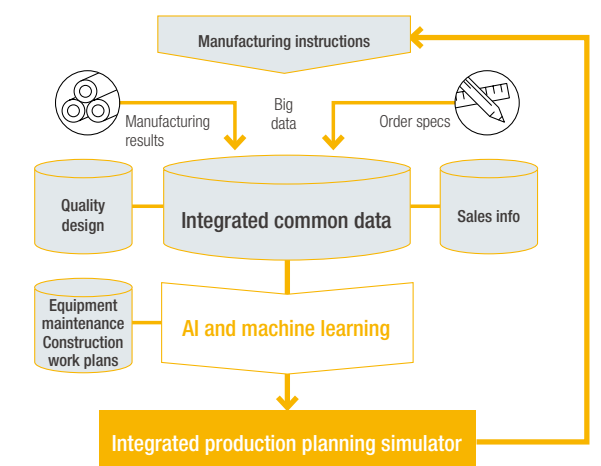 Manufacturing instructions
Big
data
Manufacturing
results
Order specs
Quality
design
Integrated common data
Sales info
Equipment
maintenance
Construction
work plans
AI and machine learning
Integrated production planning simulator